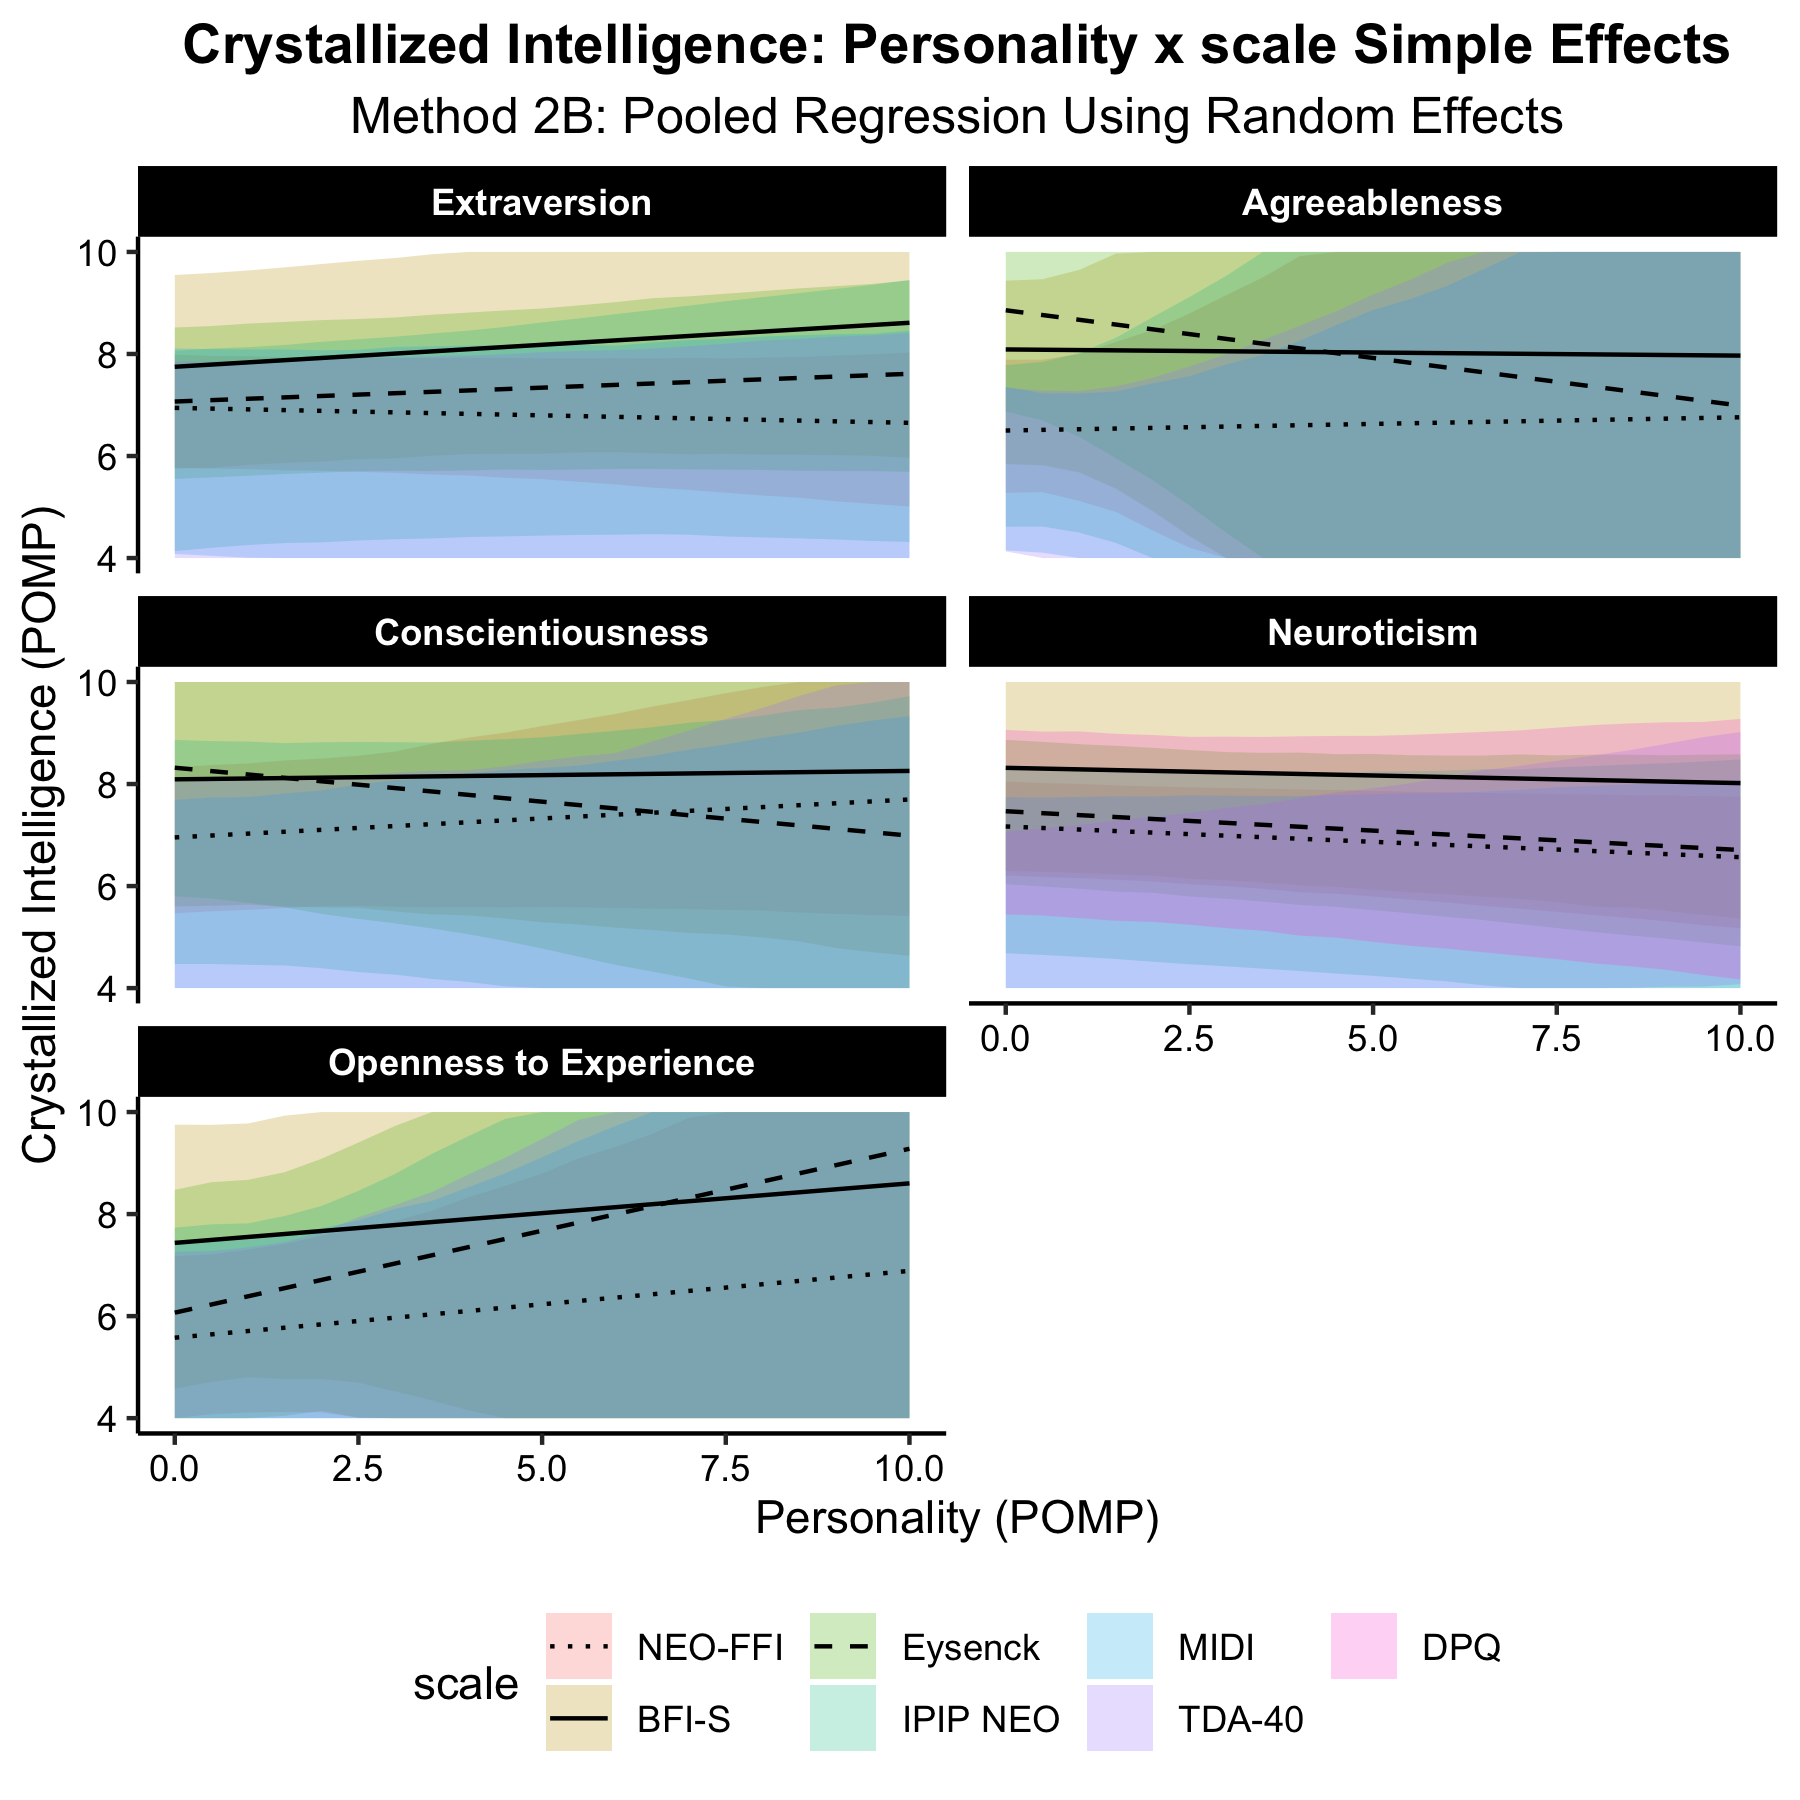 Crystallized Intelligence: Personality x scale Simple Effects
Method 2B: Pooled Regression Using Random Effects
Extraversion
Agreeableness
10
8
6
4
Conscientiousness
Neuroticism
10
8
6
4
0.0 2.5 5.0 7.5 10.0
Openness to Experience
10
8
6
4
0.0 2.5 5.0 7.5 10.0
Crystallized Intelligence (POMP)
Personality (POMP)
scale
NEO-FFI
BFI-S
Eysenck
IPIP NEO
MIDI
TDA-40
DPQ